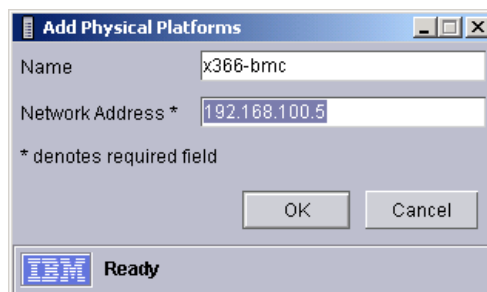 Add Physical Platforms
Name x366-bmc
Network Address * 192.168.100.5
* denotes required field
OK Cancel
IBM Ready